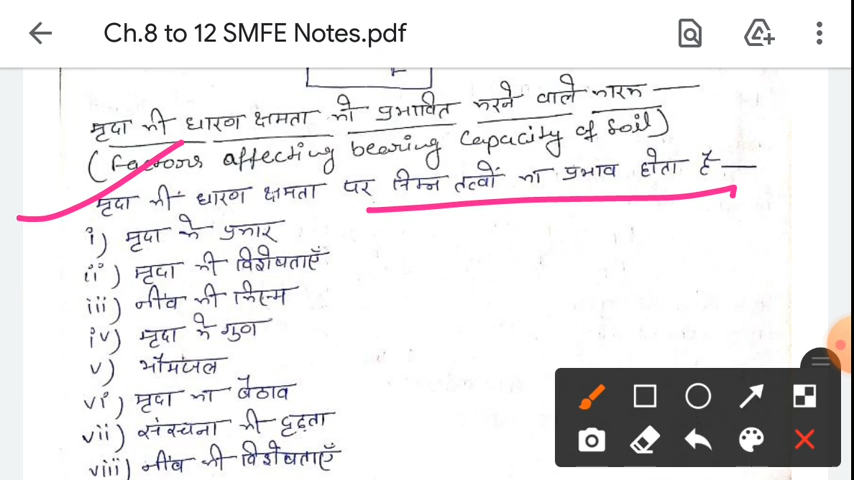 Ch.8 to 12 SMFE Notes.pdf
मृदा की धारण क्षमता को प्रभावित करने वाले कारक —
(Factors affecting bearing capacity of soil)
मृदा की धारण क्षमता पर निम्न तत्वों का प्रभाव होता है —
i) मृदा के प्रकार
ii) मृदा की विशेषताएँ
iii) नींव की किस्म
iv) मृदा के गुण
v) भौमजल
vi) मृदा का बैठाव
vii) संरचना की दृढ़ता
viii) नींव की विशेषताएँ